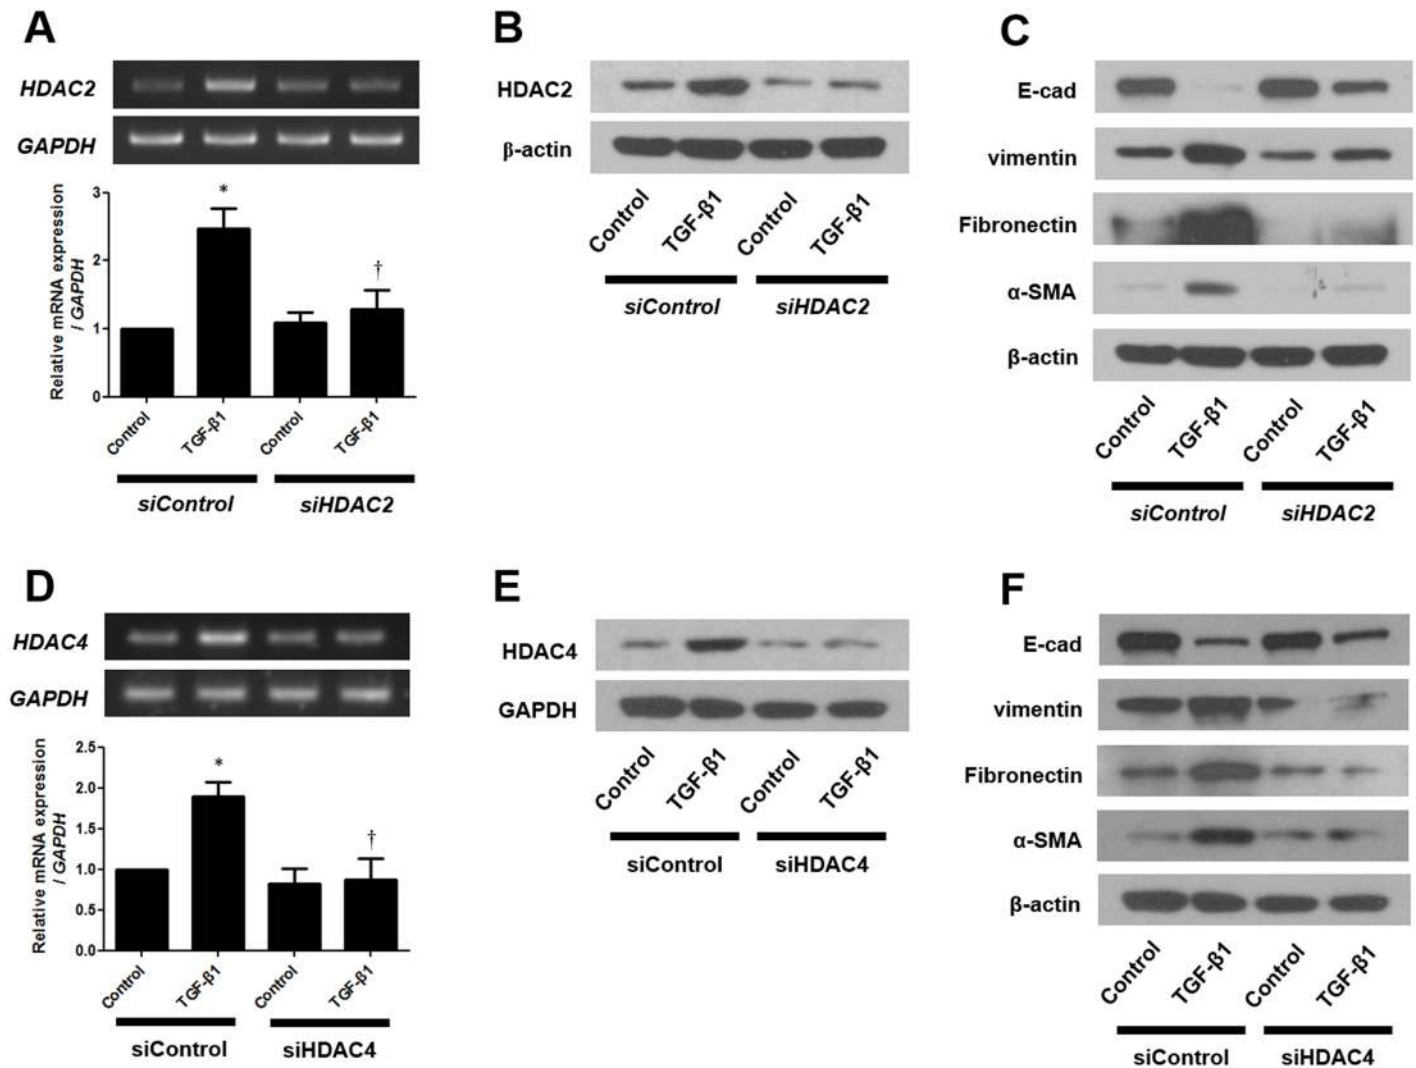 A
HDAC2
GAPDH
Relative mRNA expression
/ GAPDH
3
2
1
0
*
†
Control
TGF-β1
Control
TGF-β1
siControl
siHDAC2
B
HDAC2
β-actin
Control
TGF-β1
Control
TGF-β1
siControl
siHDAC2
C
E-cad
vimentin
Fibronectin
α-SMA
β-actin
Control
TGF-β1
Control
TGF-β1
siControl
siHDAC2
D
HDAC4
GAPDH
Relative mRNA expression
/ GAPDH
2.5
2.0
1.5
1.0
0.5
0.0
*
†
Control
TGF-β1
Control
TGF-β1
siControl
siHDAC4
E
HDAC4
GAPDH
Control
TGF-β1
Control
TGF-β1
siControl
siHDAC4
F
E-cad
vimentin
Fibronectin
α-SMA
β-actin
Control
TGF-β1
Control
TGF-β1
siControl
siHDAC4